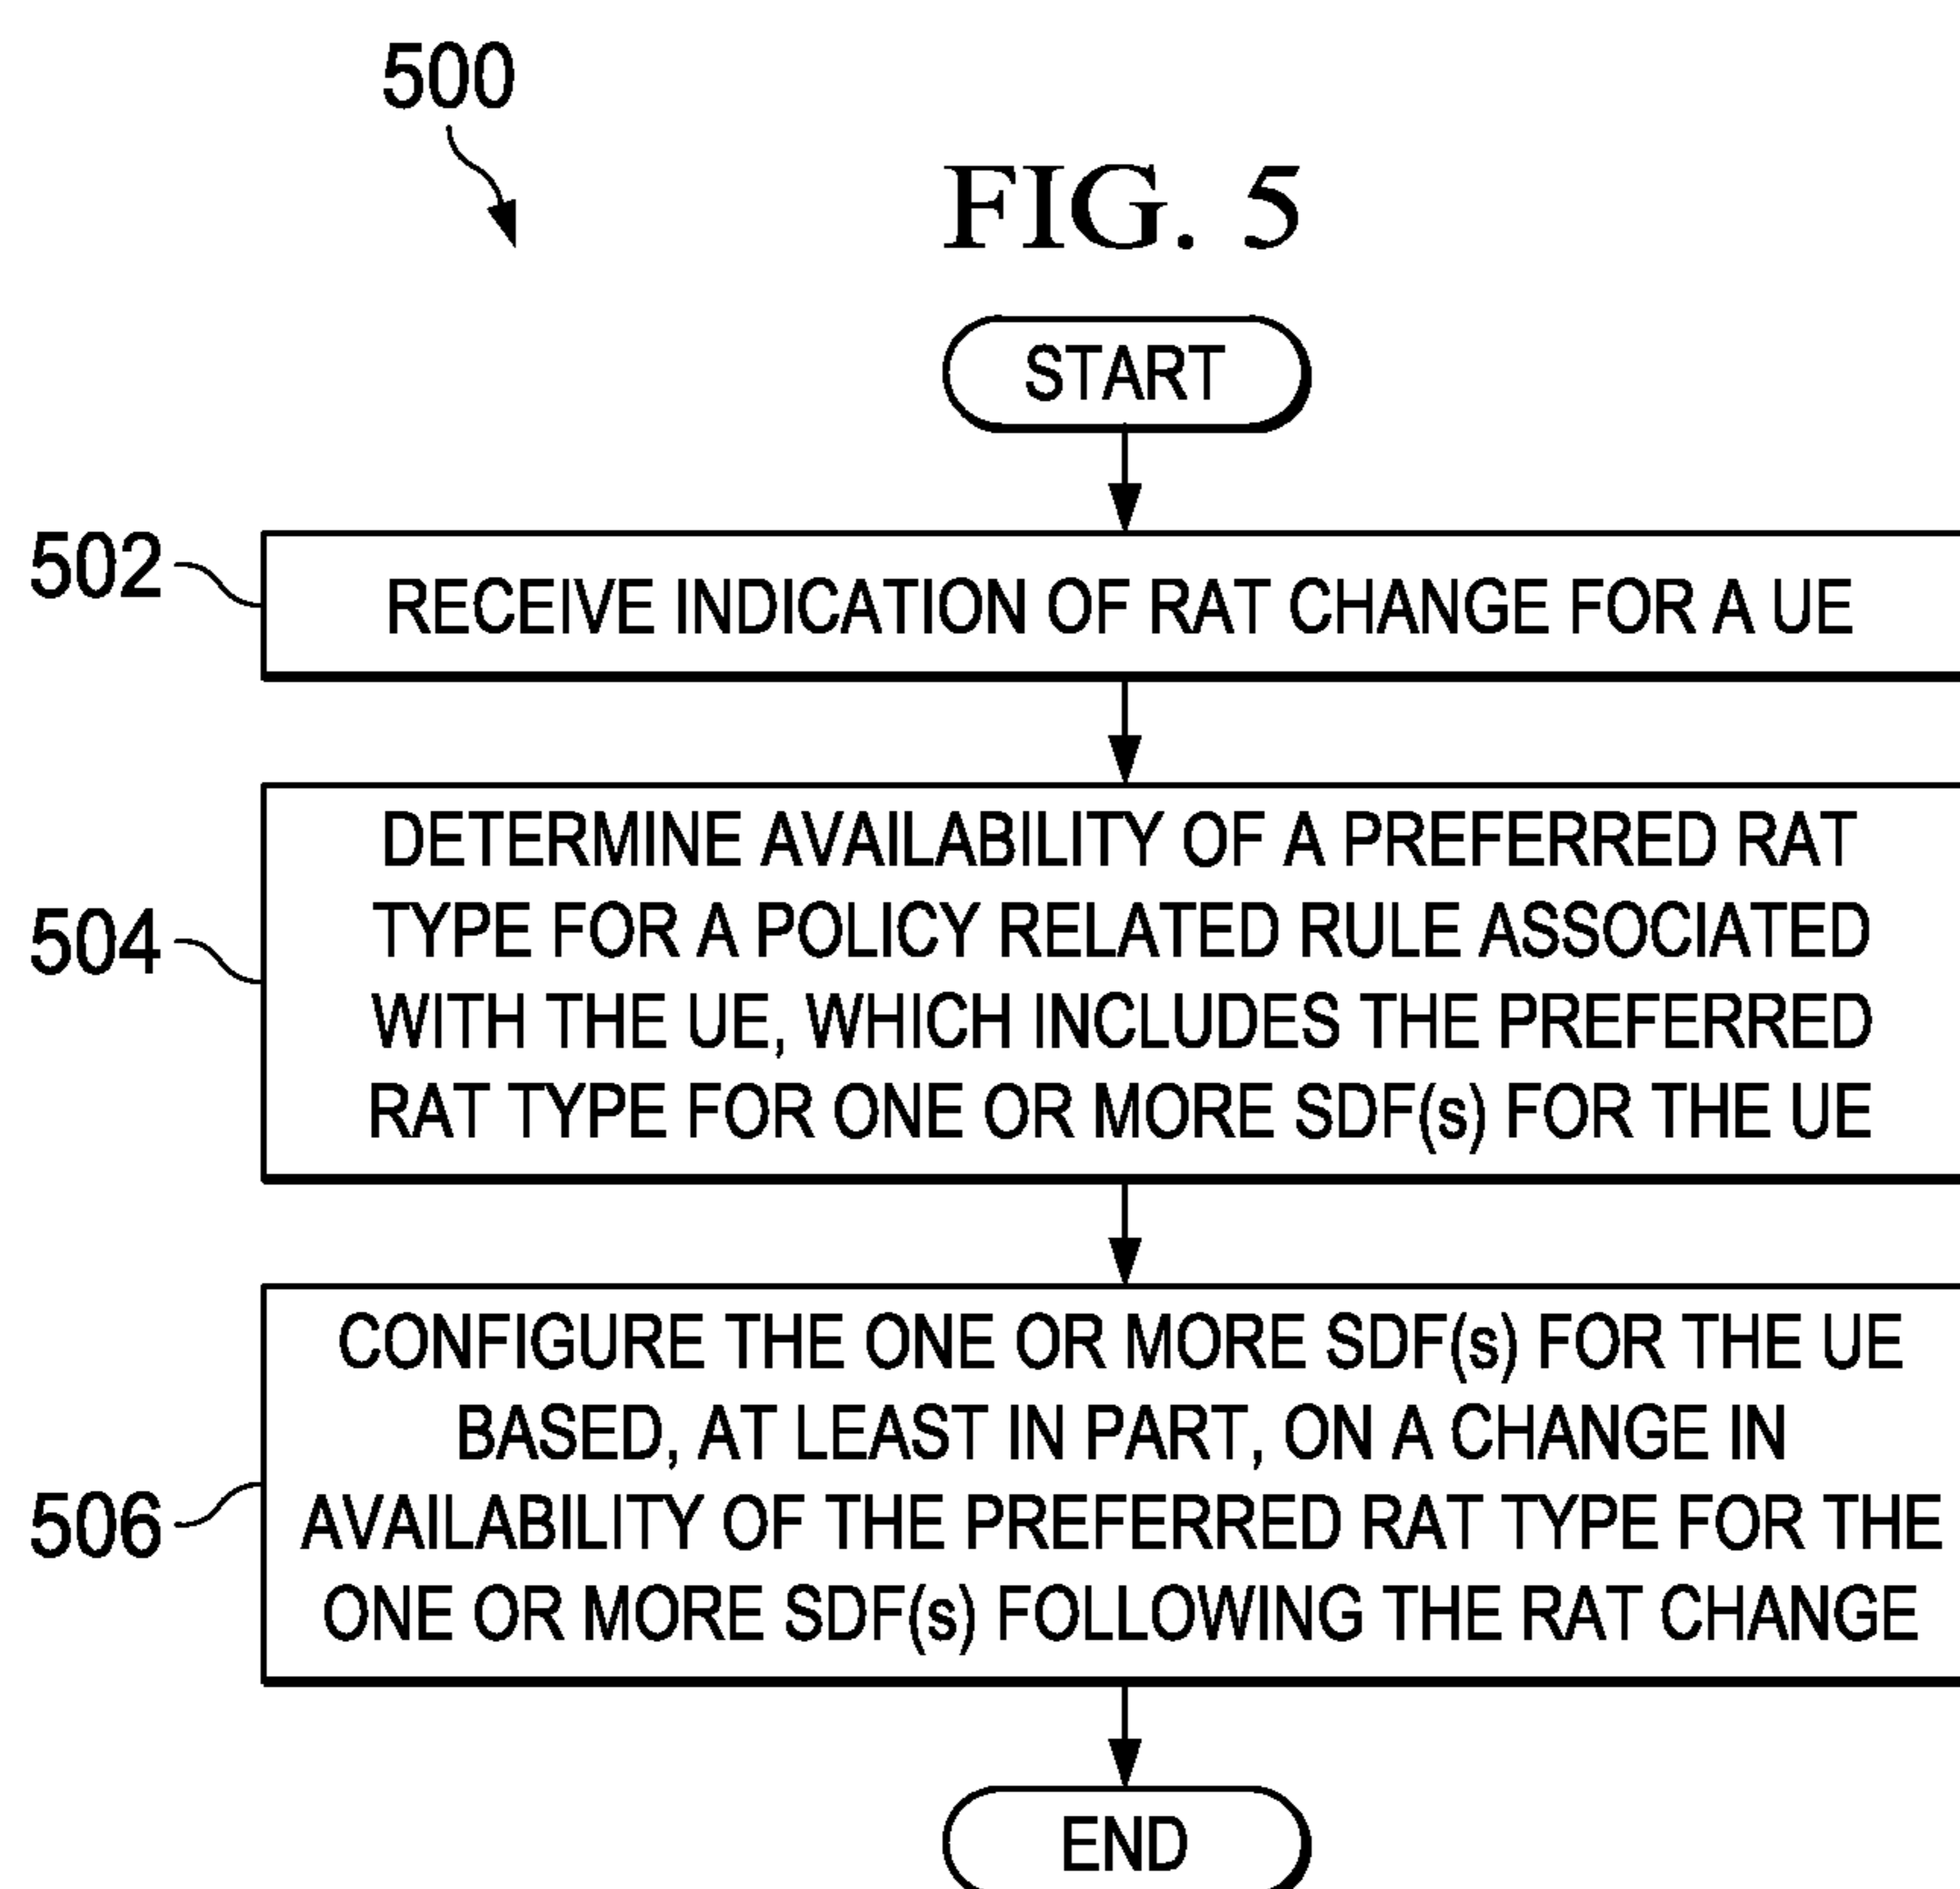 500
FIG. 5
START
502
RECEIVE INDICATION OF RAT CHANGE FOR A UE
504
DETERMINE AVAILABILITY OF A PREFERRED RAT
TYPE FOR A POLICY RELATED RULE ASSOCIATED
WITH THE UE, WHICH INCLUDES THE PREFERRED
RAT TYPE FOR ONE OR MORE SDF(s) FOR THE UE
506
CONFIGURE THE ONE OR MORE SDF(s) FOR THE UE
BASED, AT LEAST IN PART, ON A CHANGE IN
AVAILABILITY OF THE PREFERRED RAT TYPE FOR THE
ONE OR MORE SDF(s) FOLLOWING THE RAT CHANGE
END